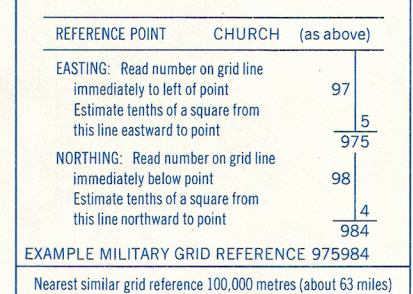 REFERENCE POINT CHURCH (as above)
EASTING: Read number on grid line
immediately to left of point 97
Estimate tenths of a square from
this line eastward to point 5
975
NORTHING: Read number on grid line
immediately below point 98
Estimate tenths of a square from
this line northward to point 4
984
EXAMPLE MILITARY GRID REFERENCE 975984
Nearest similar grid reference 100,000 metres (about 63 miles)